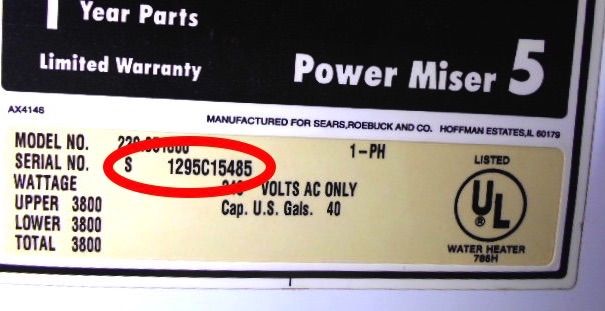 1 Year Parts
Limited Warranty
Power Miser 5
AX4146
MANUFACTURED FOR SEARS,ROEBUCK AND CO. HOFFMAN ESTATES,IL 60179
MODEL NO. 1-PH
SERIAL NO. S 1295C15485
WATTAGE VOLTS AC ONLY
UPPER 3800 Cap. U.S. Gals. 40
LOWER 3800
TOTAL 3800
LISTED
UL
®
WATER HEATER
786H